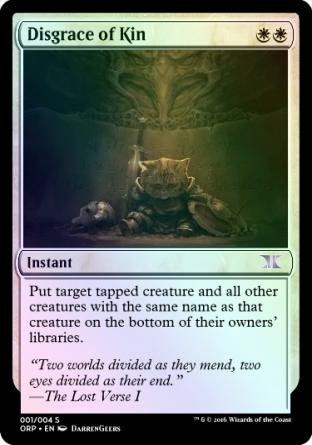 Disgrace of Kin
Instant
Put target tapped creature and all other
creatures with the same name as that
creature on the bottom of their owners'
libraries.
“Two worlds divided as they mend, two
eyes divided as their end.”
—The Lost Verse I
001/004 S
ORP • EN DarrenGeers
™ & © 2016 Wizards of the Coast